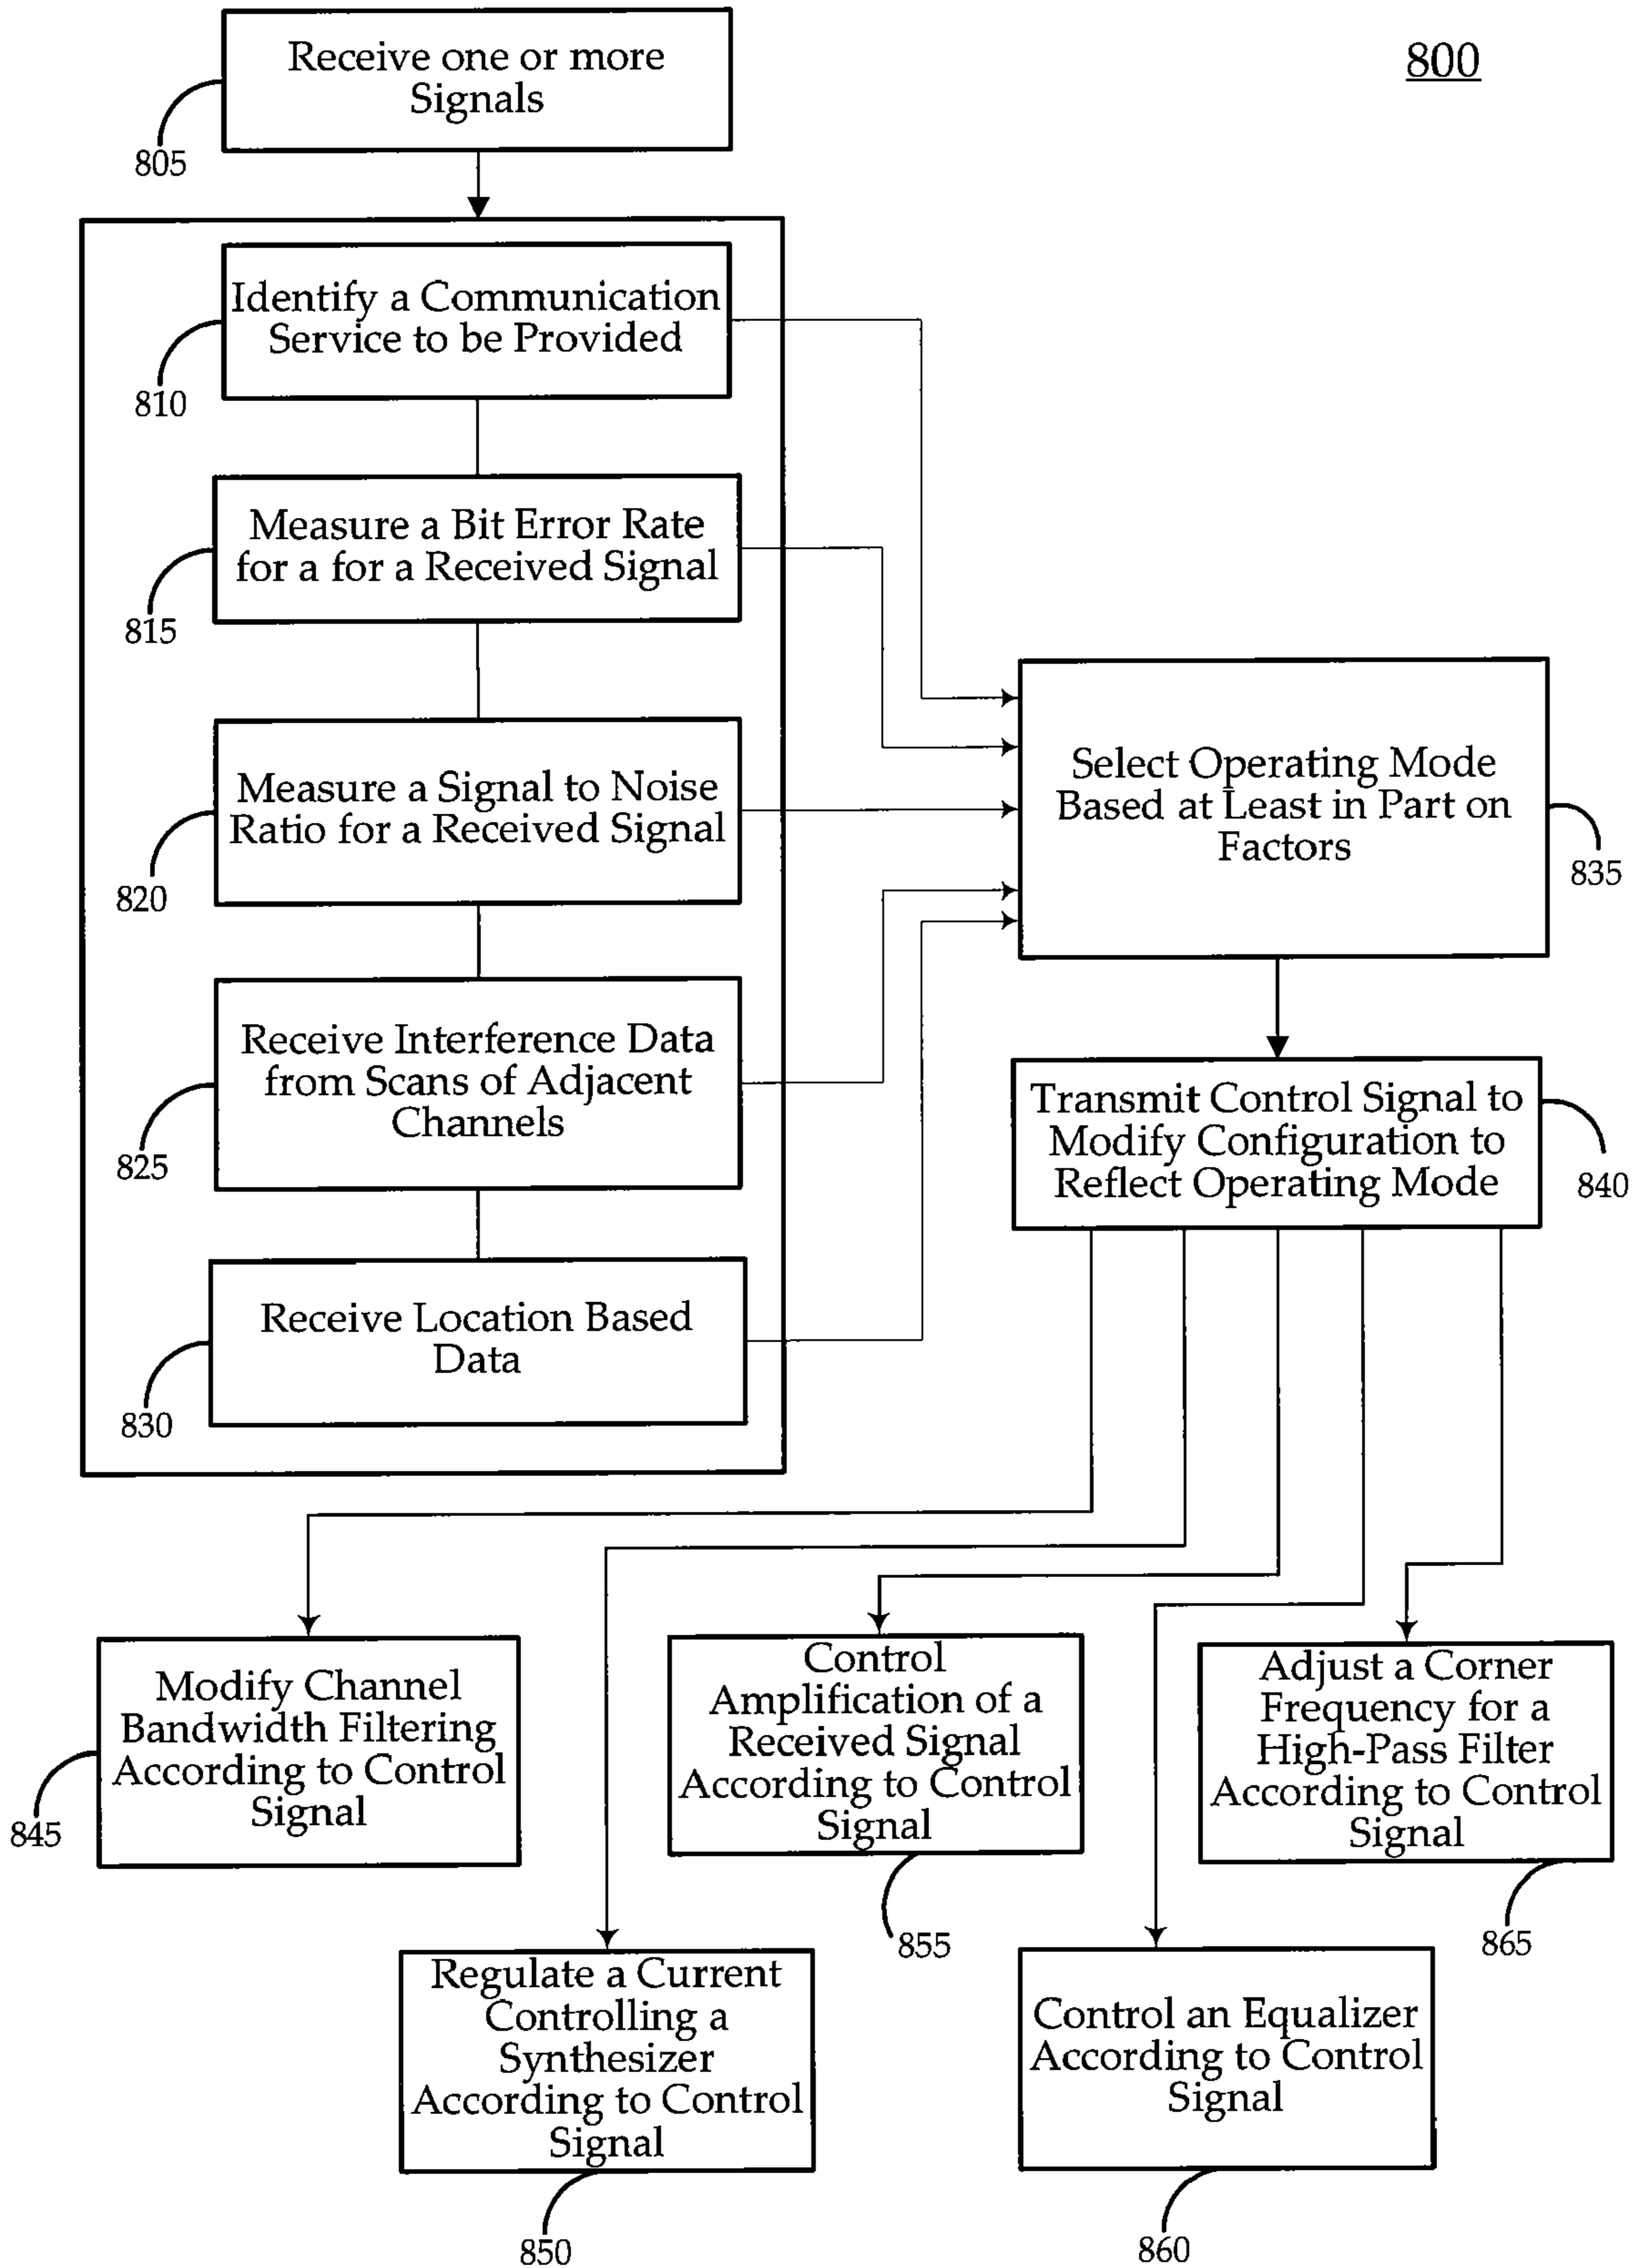 Receive one or more
Signals
800
805
Identify a Communication
Service to be Provided
810
Measure a Bit Error Rate
for a for a Received Signal
815
Measure a Signal to Noise
Ratio for a Received Signal
820
Select Operating Mode
Based at Least in Part on
Factors
835
Receive Interference Data
from Scans of Adjacent
Channels
825
Transmit Control Signal to
Modify Configuration to
Reflect Operating Mode
840
Receive Location Based
Data
830
Modify Channel
Bandwidth Filtering
According to Control
Signal
845
Control
Amplification of a
Received Signal
According to Control
Signal
855
Adjust a Corner
Frequency for a
High-Pass Filter
According to Control
Signal
865
Regulate a Current
Controlling a
Synthesizer
According to Control
Signal
850
Control an Equalizer
According to Control
Signal
860